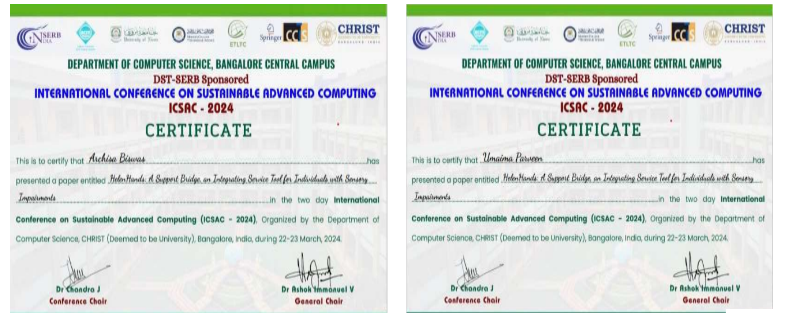 SERB
INDIA
ETLTC
Springer
CCIS
CHRIST
DEPARTMENT OF COMPUTER SCIENCE, BANGALORE CENTRAL CAMPUS
DST-SERB Sponsored
INTERNATIONAL CONFERENCE ON SUSTAINABLE ADVANCED COMPUTING
ICSAC - 2024
CERTIFICATE
This is to certify that Archisa Biswas has
presented a paper entitled HelenHands: A Support Bridge, an Integrating Service Tool for Individuals with Sensory
Impairments in the two day International
Conference on Sustainable Advanced Computing (ICSAC - 2024), Organized by the Department of
Computer Science, CHRIST (Deemed to be University), Bangalore, India, during 22-23 March, 2024.
Dr Chandra J
Conference Chair
Dr Ashok Immanuel V
General Chair
SERB
INDIA
ETLTC
Springer
CCIS
CHRIST
DEPARTMENT OF COMPUTER SCIENCE, BANGALORE CENTRAL CAMPUS
DST-SERB Sponsored
INTERNATIONAL CONFERENCE ON SUSTAINABLE ADVANCED COMPUTING
ICSAC - 2024
CERTIFICATE
This is to certify that Umaima Parveen has
presented a paper entitled HelenHands: A Support Bridge, an Integrating Service Tool for Individuals with Sensory
Impairments in the two day International
Conference on Sustainable Advanced Computing (ICSAC - 2024), Organized by the Department of
Computer Science, CHRIST (Deemed to be University), Bangalore, India, during 22-23 March, 2024.
Dr Chandra J
Conference Chair
Dr Ashok Immanuel V
General Chair